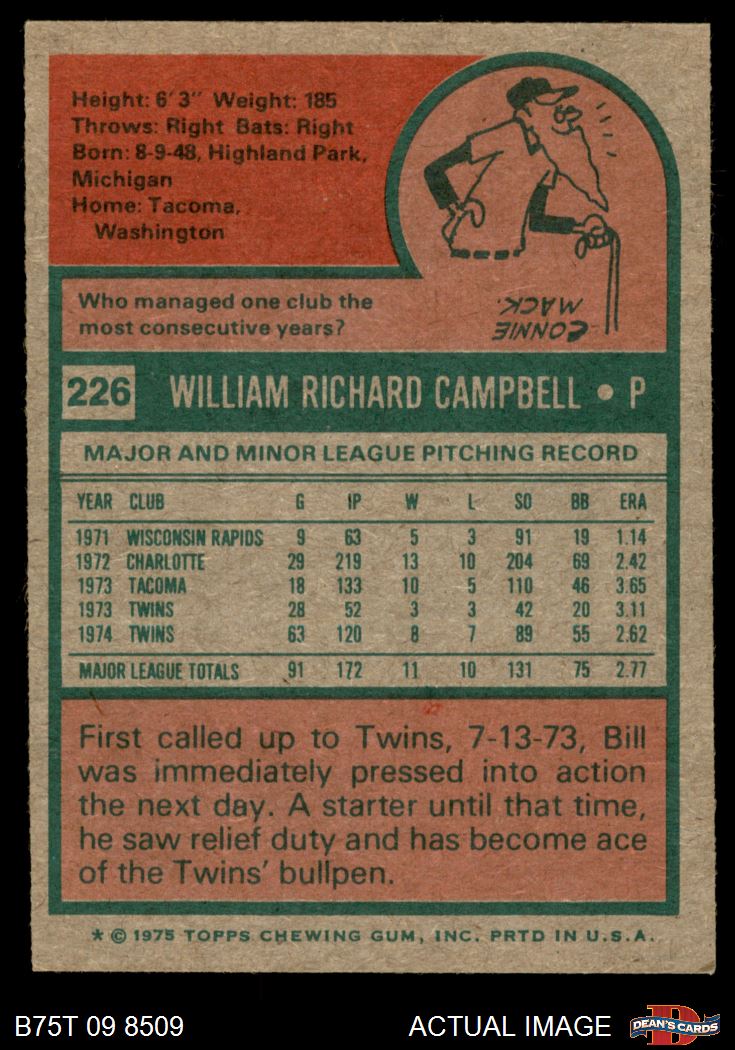 Height: 6'3" Weight: 185
Throws: Right Bats: Right
Born: 8-9-48, Highland Park,
Michigan
Home: Tacoma,
Washington
Who managed one club the
most consecutive years?
CONNIE
MACK.
226 WILLIAM RICHARD CAMPBELL • P
MAJOR AND MINOR LEAGUE PITCHING RECORD
YEAR CLUB G IP W L SO BB ERA
1971 WISCONSIN RAPIDS 9 63 5 3 91 19 1.14
1972 CHARLOTTE 29 219 13 10 204 69 2.42
1973 TACOMA 18 133 10 5 110 46 3.65
1973 TWINS 28 52 3 3 42 20 3.11
1974 TWINS 63 120 8 7 89 55 2.62
MAJOR LEAGUE TOTALS 91 172 11 10 131 75 2.77
First called up to Twins, 7-13-73, Bill
was immediately pressed into action
the next day. A starter until that time,
he saw relief duty and has become ace
of the Twins' bullpen.
* © 1975 TOPPS CHEWING GUM, INC. PRTD IN U.S.A.
B75T 09 8509 ACTUAL IMAGE DEAN'S CARDS